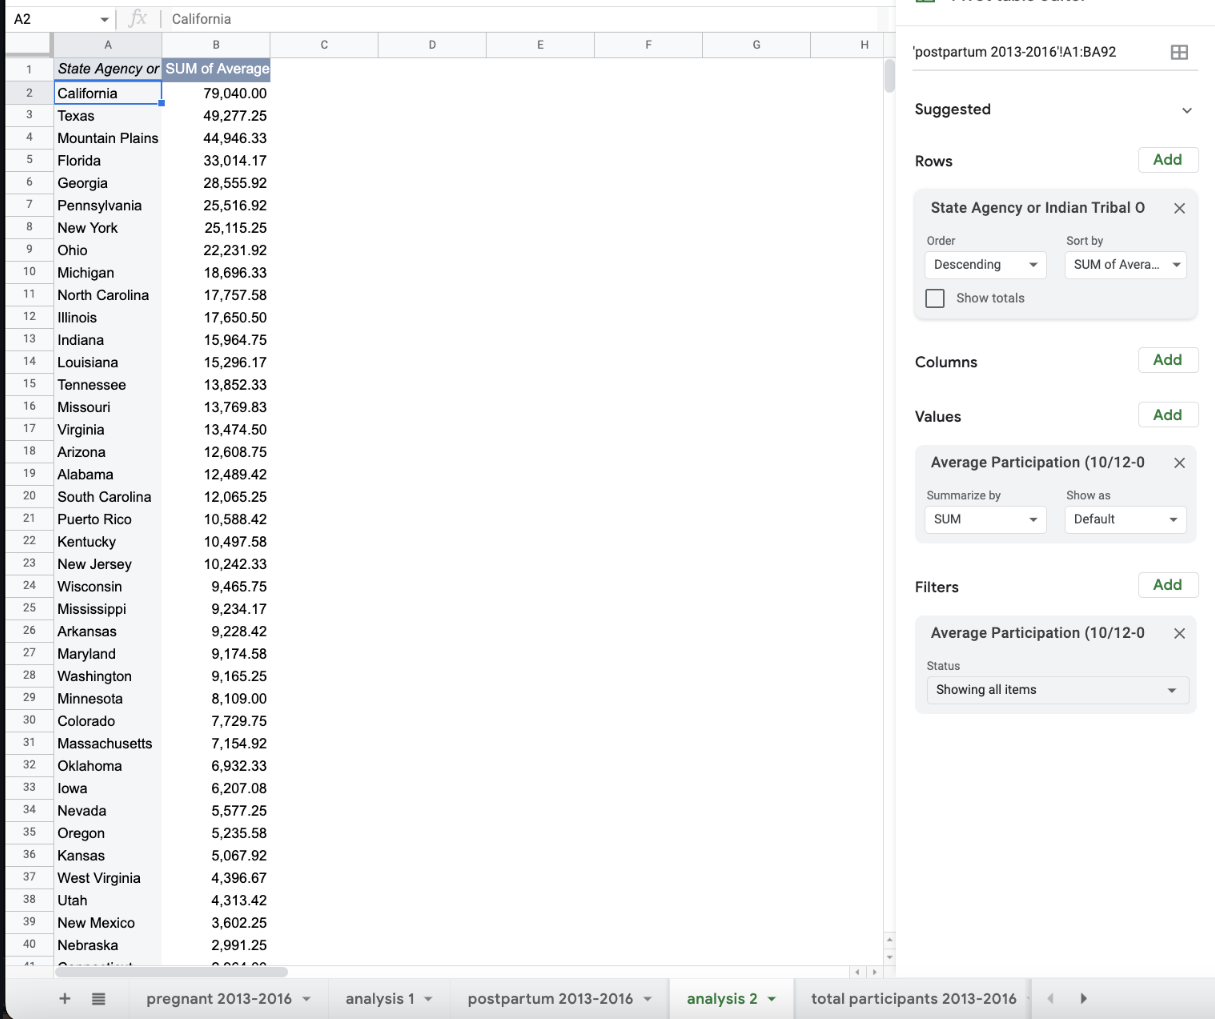 A2
fx
California
A B C D E F G H
1 State Agency or SUM of Average
2 California 79,040.00
3 Texas 49,277.25
4 Mountain Plains 44,946.33
5 Florida 33,014.17
6 Georgia 28,555.92
7 Pennsylvania 25,516.92
8 New York 25,115.25
9 Ohio 22,231.92
10 Michigan 18,696.33
11 North Carolina 17,757.58
12 Illinois 17,650.50
13 Indiana 15,964.75
14 Louisiana 15,296.17
15 Tennessee 13,852.33
16 Missouri 13,769.83
17 Virginia 13,474.50
18 Arizona 12,608.75
19 Alabama 12,489.42
20 South Carolina 12,065.25
21 Puerto Rico 10,588.42
22 Kentucky 10,497.58
23 New Jersey 10,242.33
24 Wisconsin 9,465.75
25 Mississippi 9,234.17
26 Arkansas 9,228.42
27 Maryland 9,174.58
28 Washington 9,165.25
29 Minnesota 8,109.00
30 Colorado 7,729.75
31 Massachusetts 7,154.92
32 Oklahoma 6,932.33
33 Iowa 6,207.08
34 Nevada 5,577.25
35 Oregon 5,235.58
36 Kansas 5,067.92
37 West Virginia 4,396.67
38 Utah 4,313.42
39 New Mexico 3,602.25
40 Nebraska 2,991.25
'postpartum 2013-2016'!A1:BA92
Suggested
Rows Add
State Agency or Indian Tribal O
Order Sort by
Descending SUM of Avera...
Show totals
Columns Add
Values Add
Average Participation (10/12-0
Summarize by Show as
SUM Default
Filters Add
Average Participation (10/12-0
Status
Showing all items
pregnant 2013-2016 analysis 1 postpartum 2013-2016 analysis 2 total participants 2013-2016